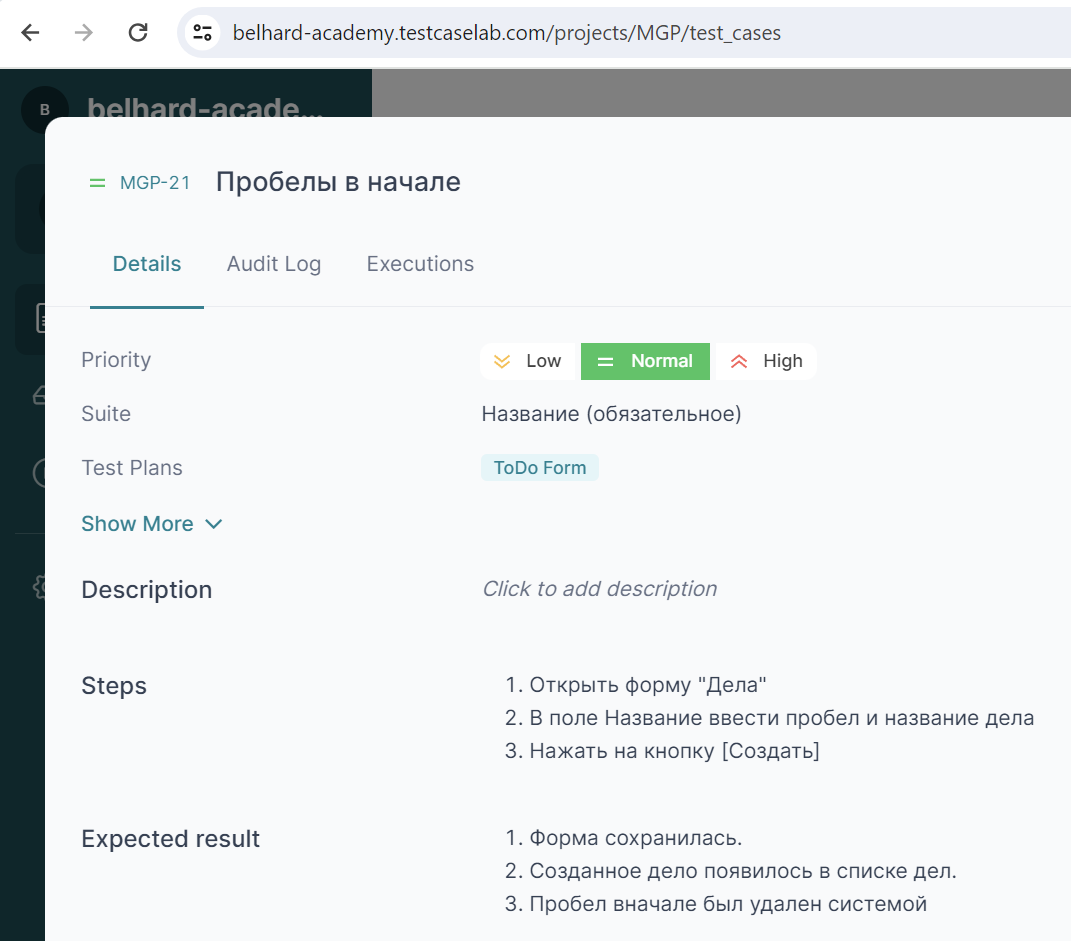 belhard-academy.testcaselab.com/projects/MGP/test_cases
B belhard-acade...
MGP-21 Пробелы в начале
Details Audit Log Executions
Priority Low Normal High
Suite Название (обязательное)
Test Plans ToDo Form
Show More
Description Click to add description
Steps 1. Открыть форму "Дела"
2. В поле Название ввести пробел и название дела
3. Нажать на кнопку [Создать]
Expected result 1. Форма сохранилась.
2. Созданное дело появилось в списке дел.
3. Пробел вначале был удален системой